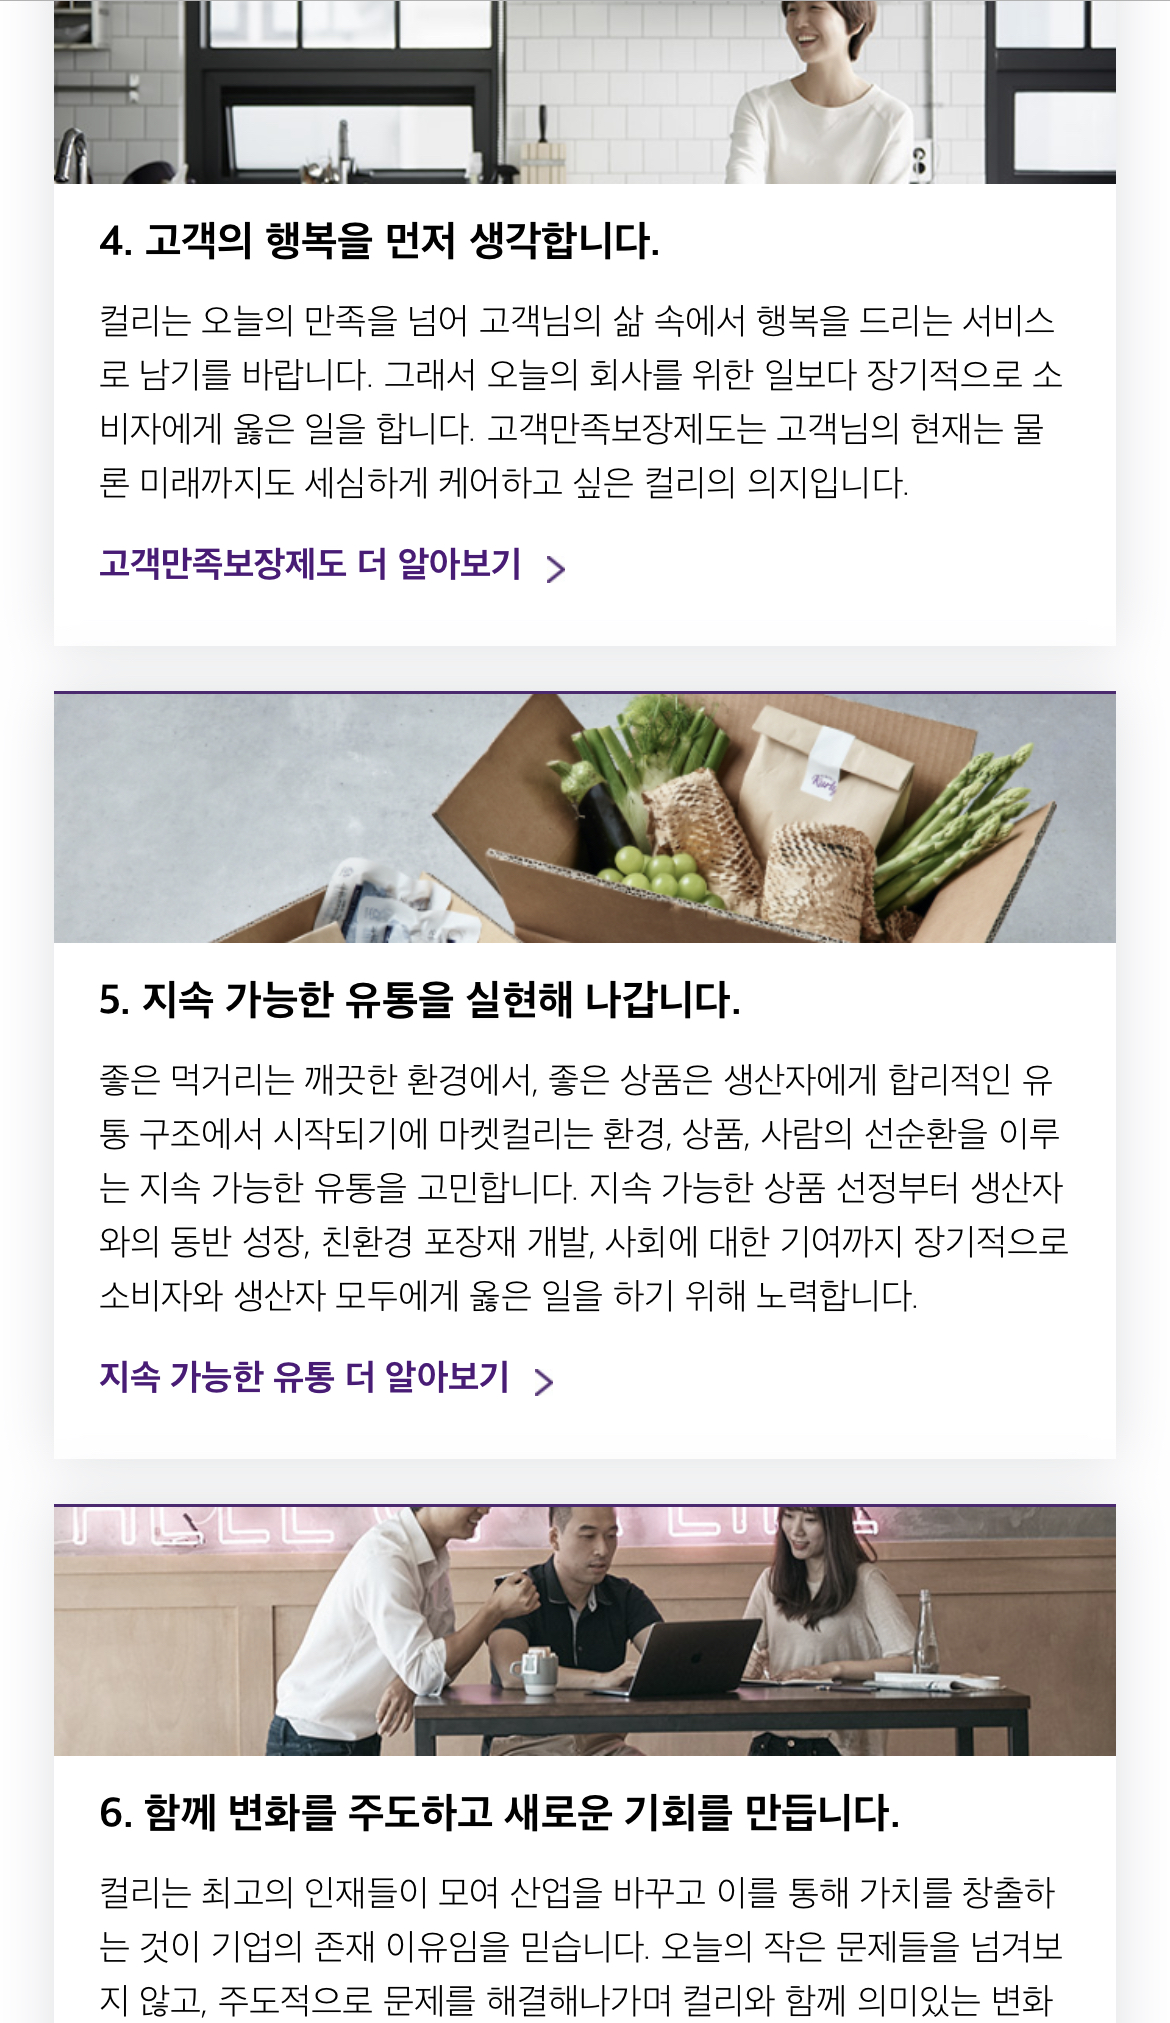 4. 고객의 행복을 먼저 생각합니다.
컬리는 오늘의 만족을 넘어 고객님의 삶 속에서 행복을 드리는 서비스
로 남기를 바랍니다. 그래서 오늘의 회사를 위한 일보다 장기적으로 소
비자에게 옳은 일을 합니다. 고객만족보장제도는 고객님의 현재는 물
론 미래까지도 세심하게 케어하고 싶은 컬리의 의지입니다.
고객만족보장제도 더 알아보기
Kurly
5. 지속 가능한 유통을 실현해 나갑니다.
좋은 먹거리는 깨끗한 환경에서, 좋은 상품은 생산자에게 합리적인 유
통 구조에서 시작되기에 마켓컬리는 환경, 상품, 사람의 선순환을 이루
는 지속 가능한 유통을 고민합니다. 지속 가능한 상품 선정부터 생산자
와의 동반 성장, 친환경 포장재 개발, 사회에 대한 기여까지 장기적으로
소비자와 생산자 모두에게 옳은 일을 하기 위해 노력합니다.
지속 가능한 유통 더 알아보기
6. 함께 변화를 주도하고 새로운 기회를 만듭니다.
컬리는 최고의 인재들이 모여 산업을 바꾸고 이를 통해 가치를 창출하
는 것이 기업의 존재 이유임을 믿습니다. 오늘의 작은 문제들을 넘겨보
지 않고, 주도적으로 문제를 해결해나가며 컬리와 함께 의미있는 변화